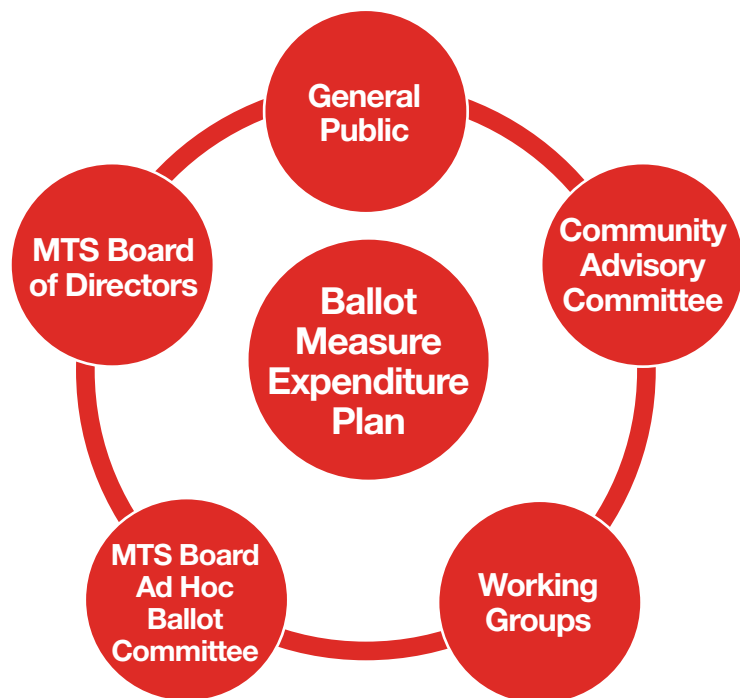 General
Public
MTS Board
of Directors
Community
Advisory
Committee
Ballot
Measure
Expenditure
Plan
MTS Board
Ad Hoc
Ballot
Committee
Working
Groups